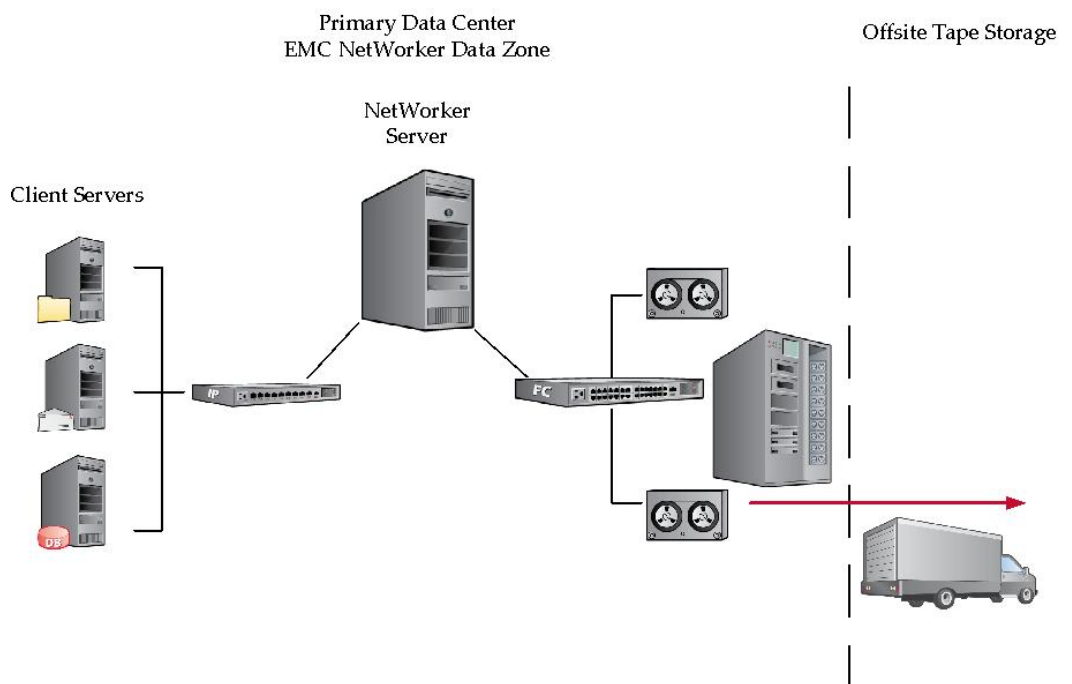 Primary Data Center
EMC NetWorker Data Zone
Offsite Tape Storage
NetWorker
Server
Client Servers
IP
FC
DB